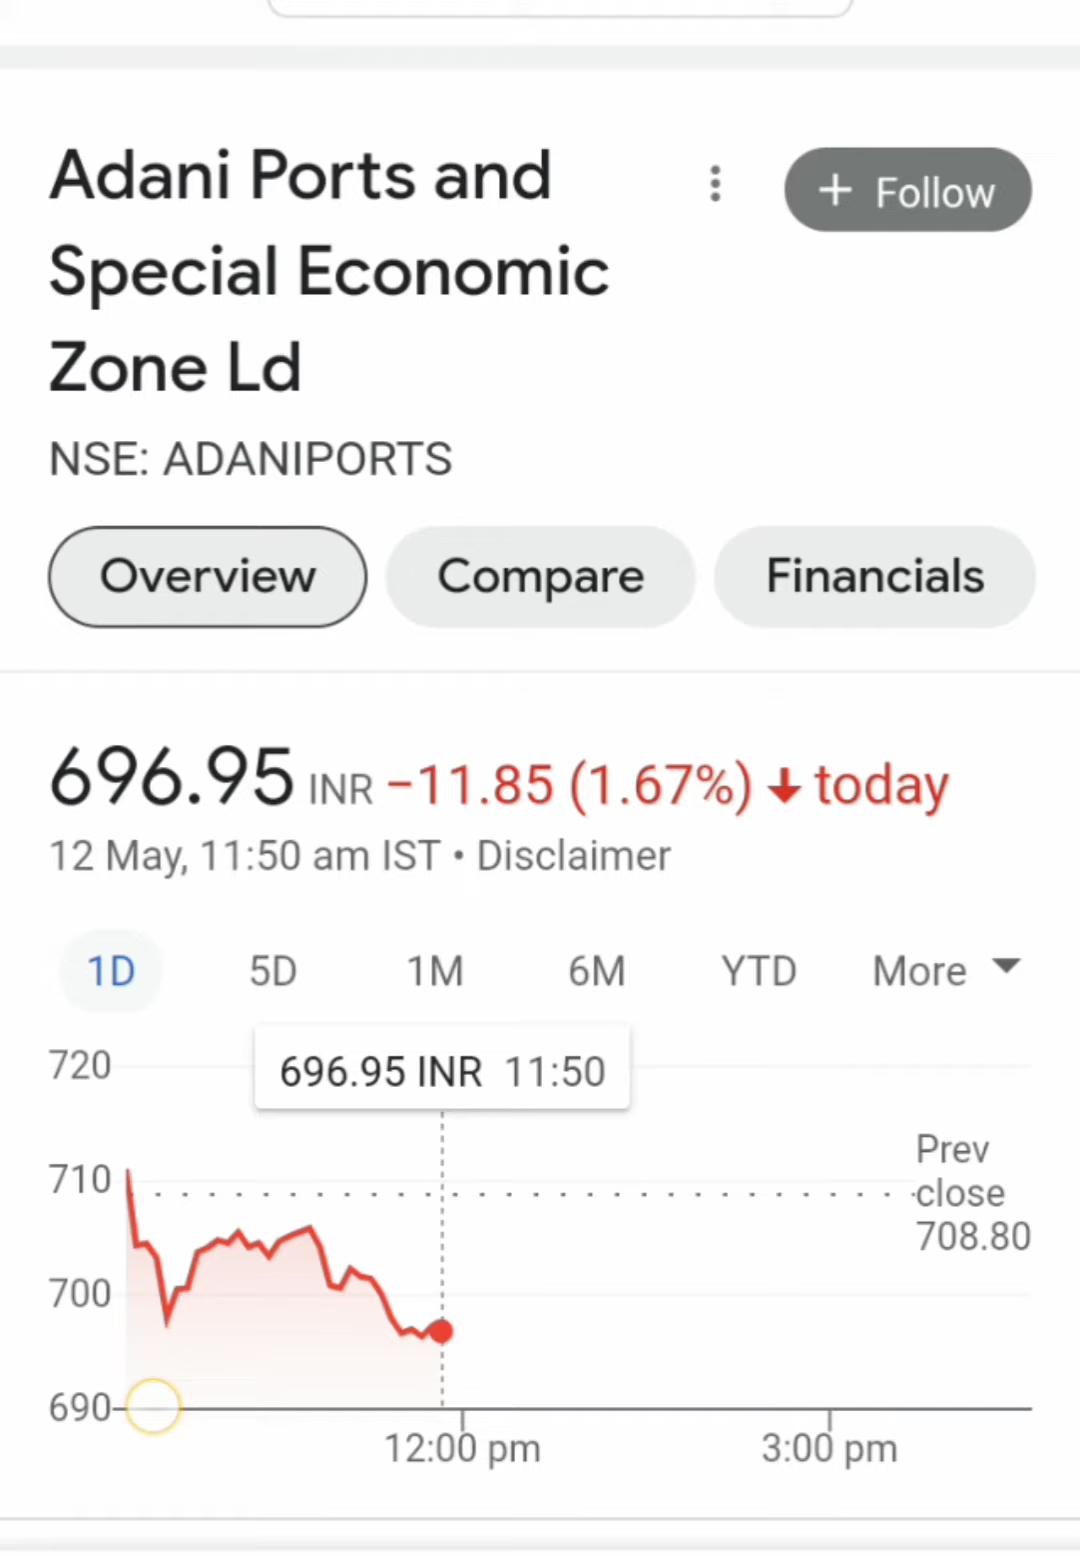 Adani Ports and
Special Economic
Zone Ld
+ Follow
NSE: ADANIPORTS
Overview Compare Financials
696.95 INR −11.85 (1.67%) ↓ today
12 May, 11:50 am IST • Disclaimer
1D 5D 1M 6M YTD More
696.95 INR 11:50
720
710
700
690
Prev
close
708.80
12:00 pm 3:00 pm